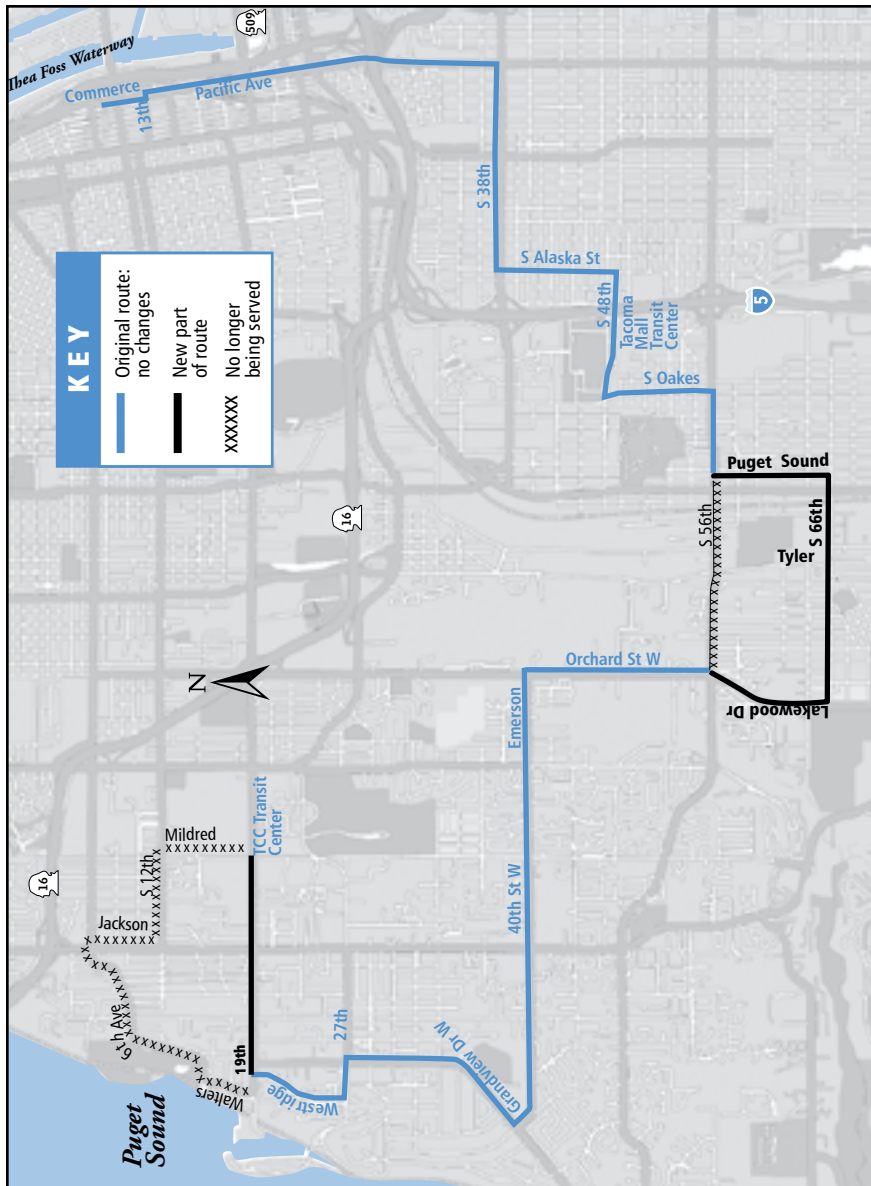 Thea Foss Waterway
509
Commerce
13th
Pacific Ave
KEY
Original route:
no changes
New part
of route
xxxxxx
No longer
being served
S 38th
S Alaska St
S 48th
Tacoma
Mall
Transit
Center
5
S Oakes
16
S 56th
Puget Sound
Tyler
S 66th
Lakewood Dr
Orchard St W
N
Emerson
40th St W
Grandview Dr W
16
Mildred
TCC Transit
Center
S 12th
Jackson
6th Ave
Walters
19th
27th
Westridge
Puget
Sound